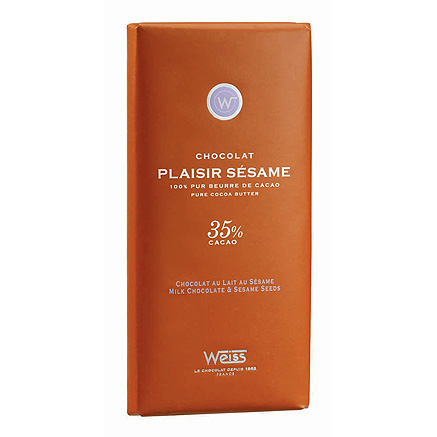 W
CHOCOLAT
PLAISIR SÉSAME
100% PUR BEURRE DE CACAO
PURE COCOA BUTTER
35%
CACAO
CHOCOLAT AU LAIT AU SÉSAME
MILK CHOCOLATE & SESAME SEEDS
Weiss
LE CHOCOLAT DEPUIS 1882
FRANCE